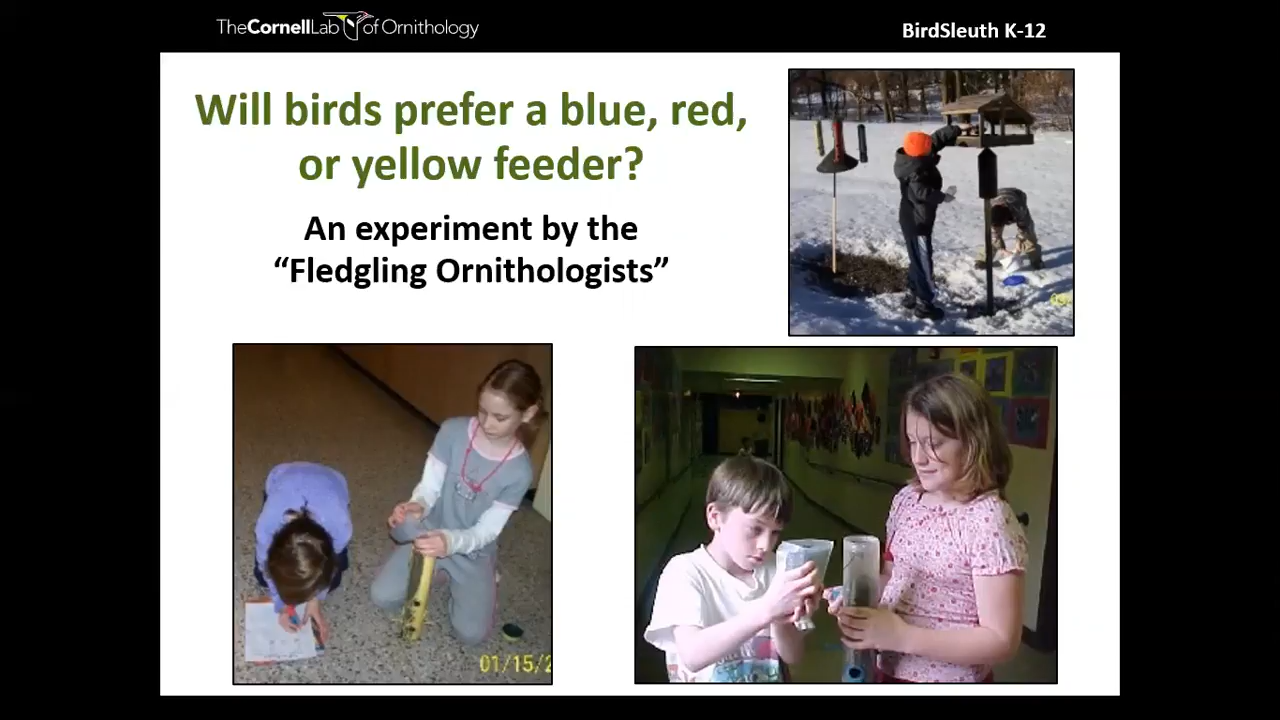 TheCornellLab of Ornithology
BirdSleuth K-12
Will birds prefer a blue, red,
or yellow feeder?
An experiment by the
“Fledgling Ornithologists”
01/15/2